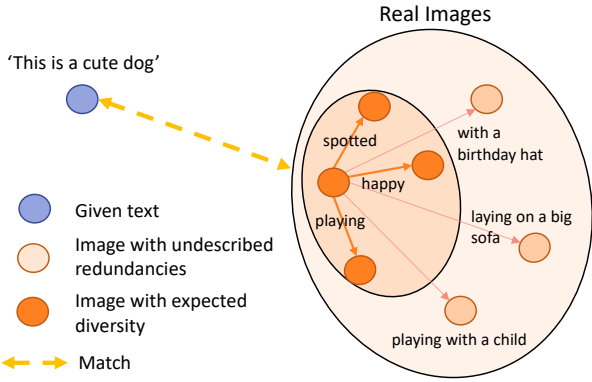 Real Images
'This is a cute dog'
spotted
with a
birthday hat
happy
playing
laying on a big
sofa
playing with a child
Given text
Image with undescribed
redundancies
Image with expected
diversity
Match